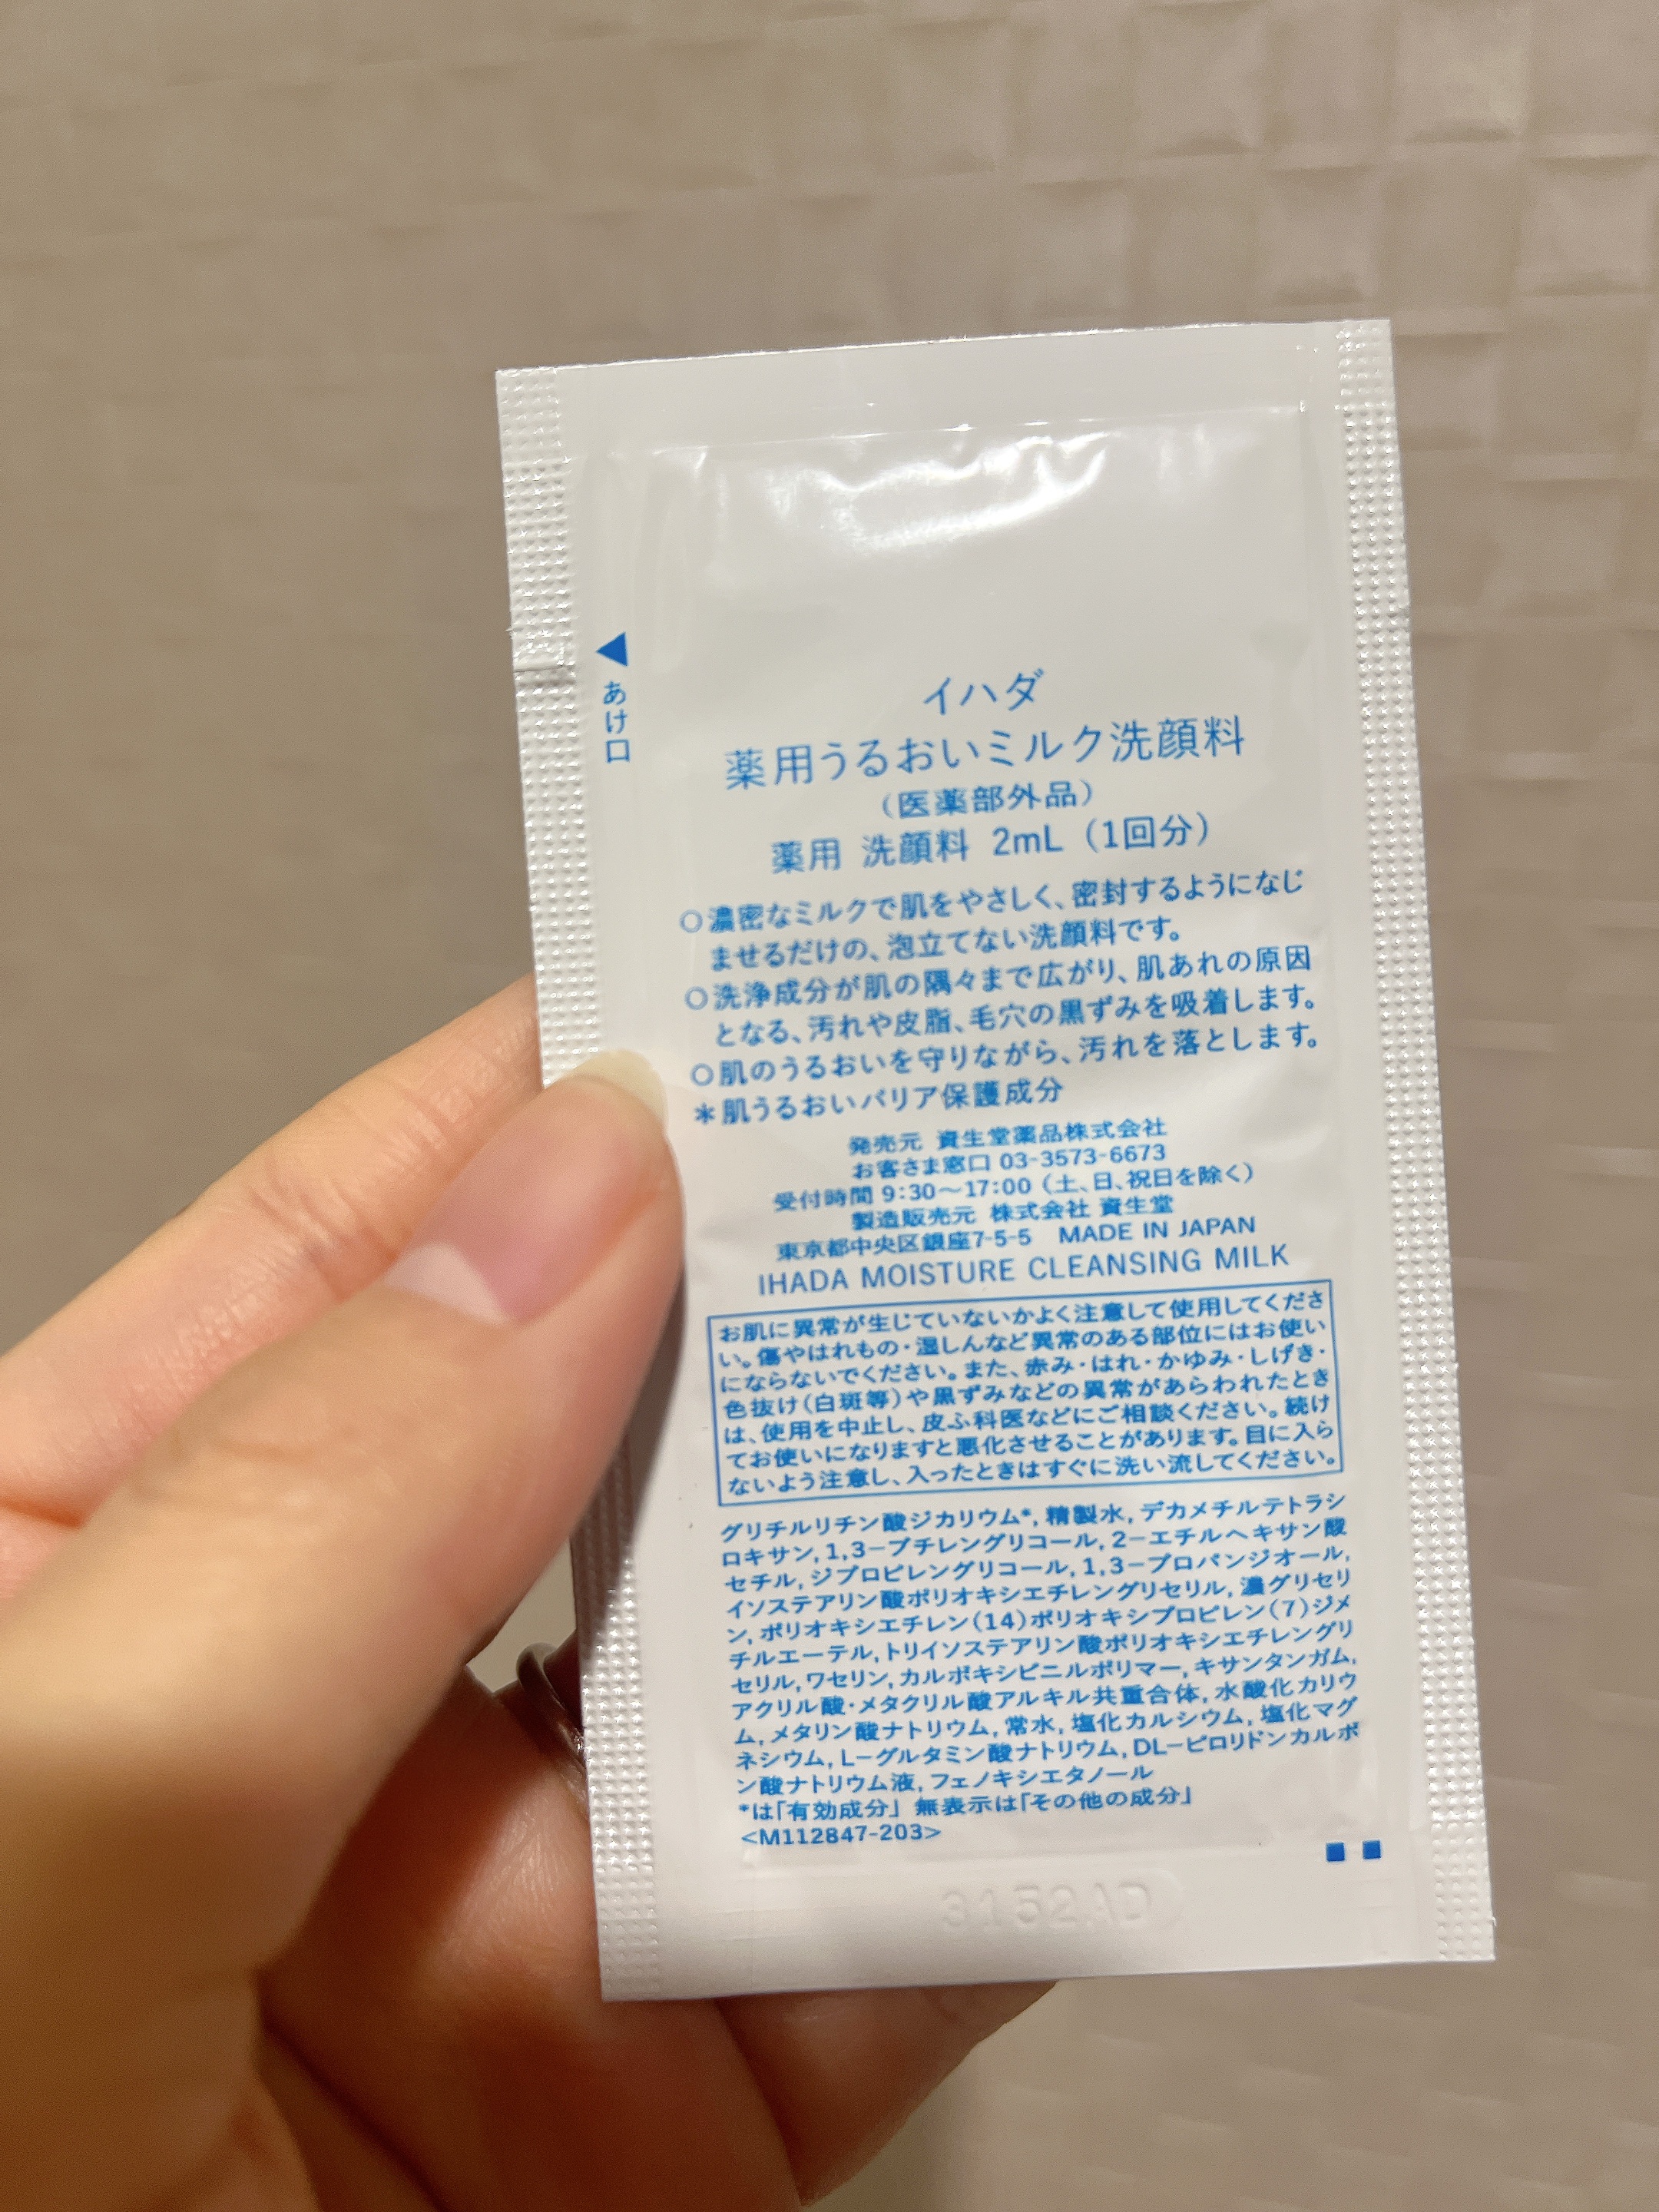 あけ口
イハダ
薬用うるおいミルク洗顔料
（医薬部外品）
薬用 洗顔料 2mL（1回分）
○濃密なミルクで肌をやさしく、密封するようになじ
ませるだけの、泡立てない洗顔料です。
○洗浄成分が肌の隅々まで広がり、肌あれの原因
となる、汚れや皮脂、毛穴の黒ずみを吸着します。
○肌のうるおいを守りながら、汚れを落とします。
＊肌うるおいバリア保護成分
発売元 資生堂薬品株式会社
お客さま窓口 03-3573-6673
受付時間 9:30〜17:00（土、日、祝日を除く）
製造販売元 株式会社 資生堂
東京都中央区銀座7-5-5 MADE IN JAPAN
IHADA MOISTURE CLEANSING MILK
お肌に異常が生じていないかよく注意して使用してくださ
い。傷やはれもの・湿しんなど異常のある部位にはお使い
にならないでください。また、赤み・はれ・かゆみ・しげき・
色抜け（白斑等）や黒ずみなどの異常があらわれたとき
は、使用を中止し、皮ふ科医などにご相談ください。続け
てお使いになりますと悪化させることがあります。目に入ら
ないよう注意し、入ったときはすぐに洗い流してください。
グリチルリチン酸ジカリウム*, 精製水, デカメチルテトラシ
ロキサン, 1,3-ブチレングリコール, 2-エチルヘキサン酸
セチル, ジプロピレングリコール, 1,3-プロパンジオール,
イソステアリン酸ポリオキシエチレングリセリル, 濃グリセリ
ン, ポリオキシエチレン(14)ポリオキシプロピレン(7)ジメ
チルエーテル, トリイソステアリン酸ポリオキシエチレングリ
セリル, ワセリン, カルボキシビニルポリマー, キサンタンガム,
アクリル酸・メタクリル酸アルキル共重合体, 水酸化カリウ
ム, メタリン酸ナトリウム, 常水, 塩化カルシウム, 塩化マグ
ネシウム, L-グルタミン酸ナトリウム, DL-ピロリドンカルボ
ン酸ナトリウム液, フェノキシエタノール
*は「有効成分」 無表示は「その他の成分」
<M112847-203>
3152AD